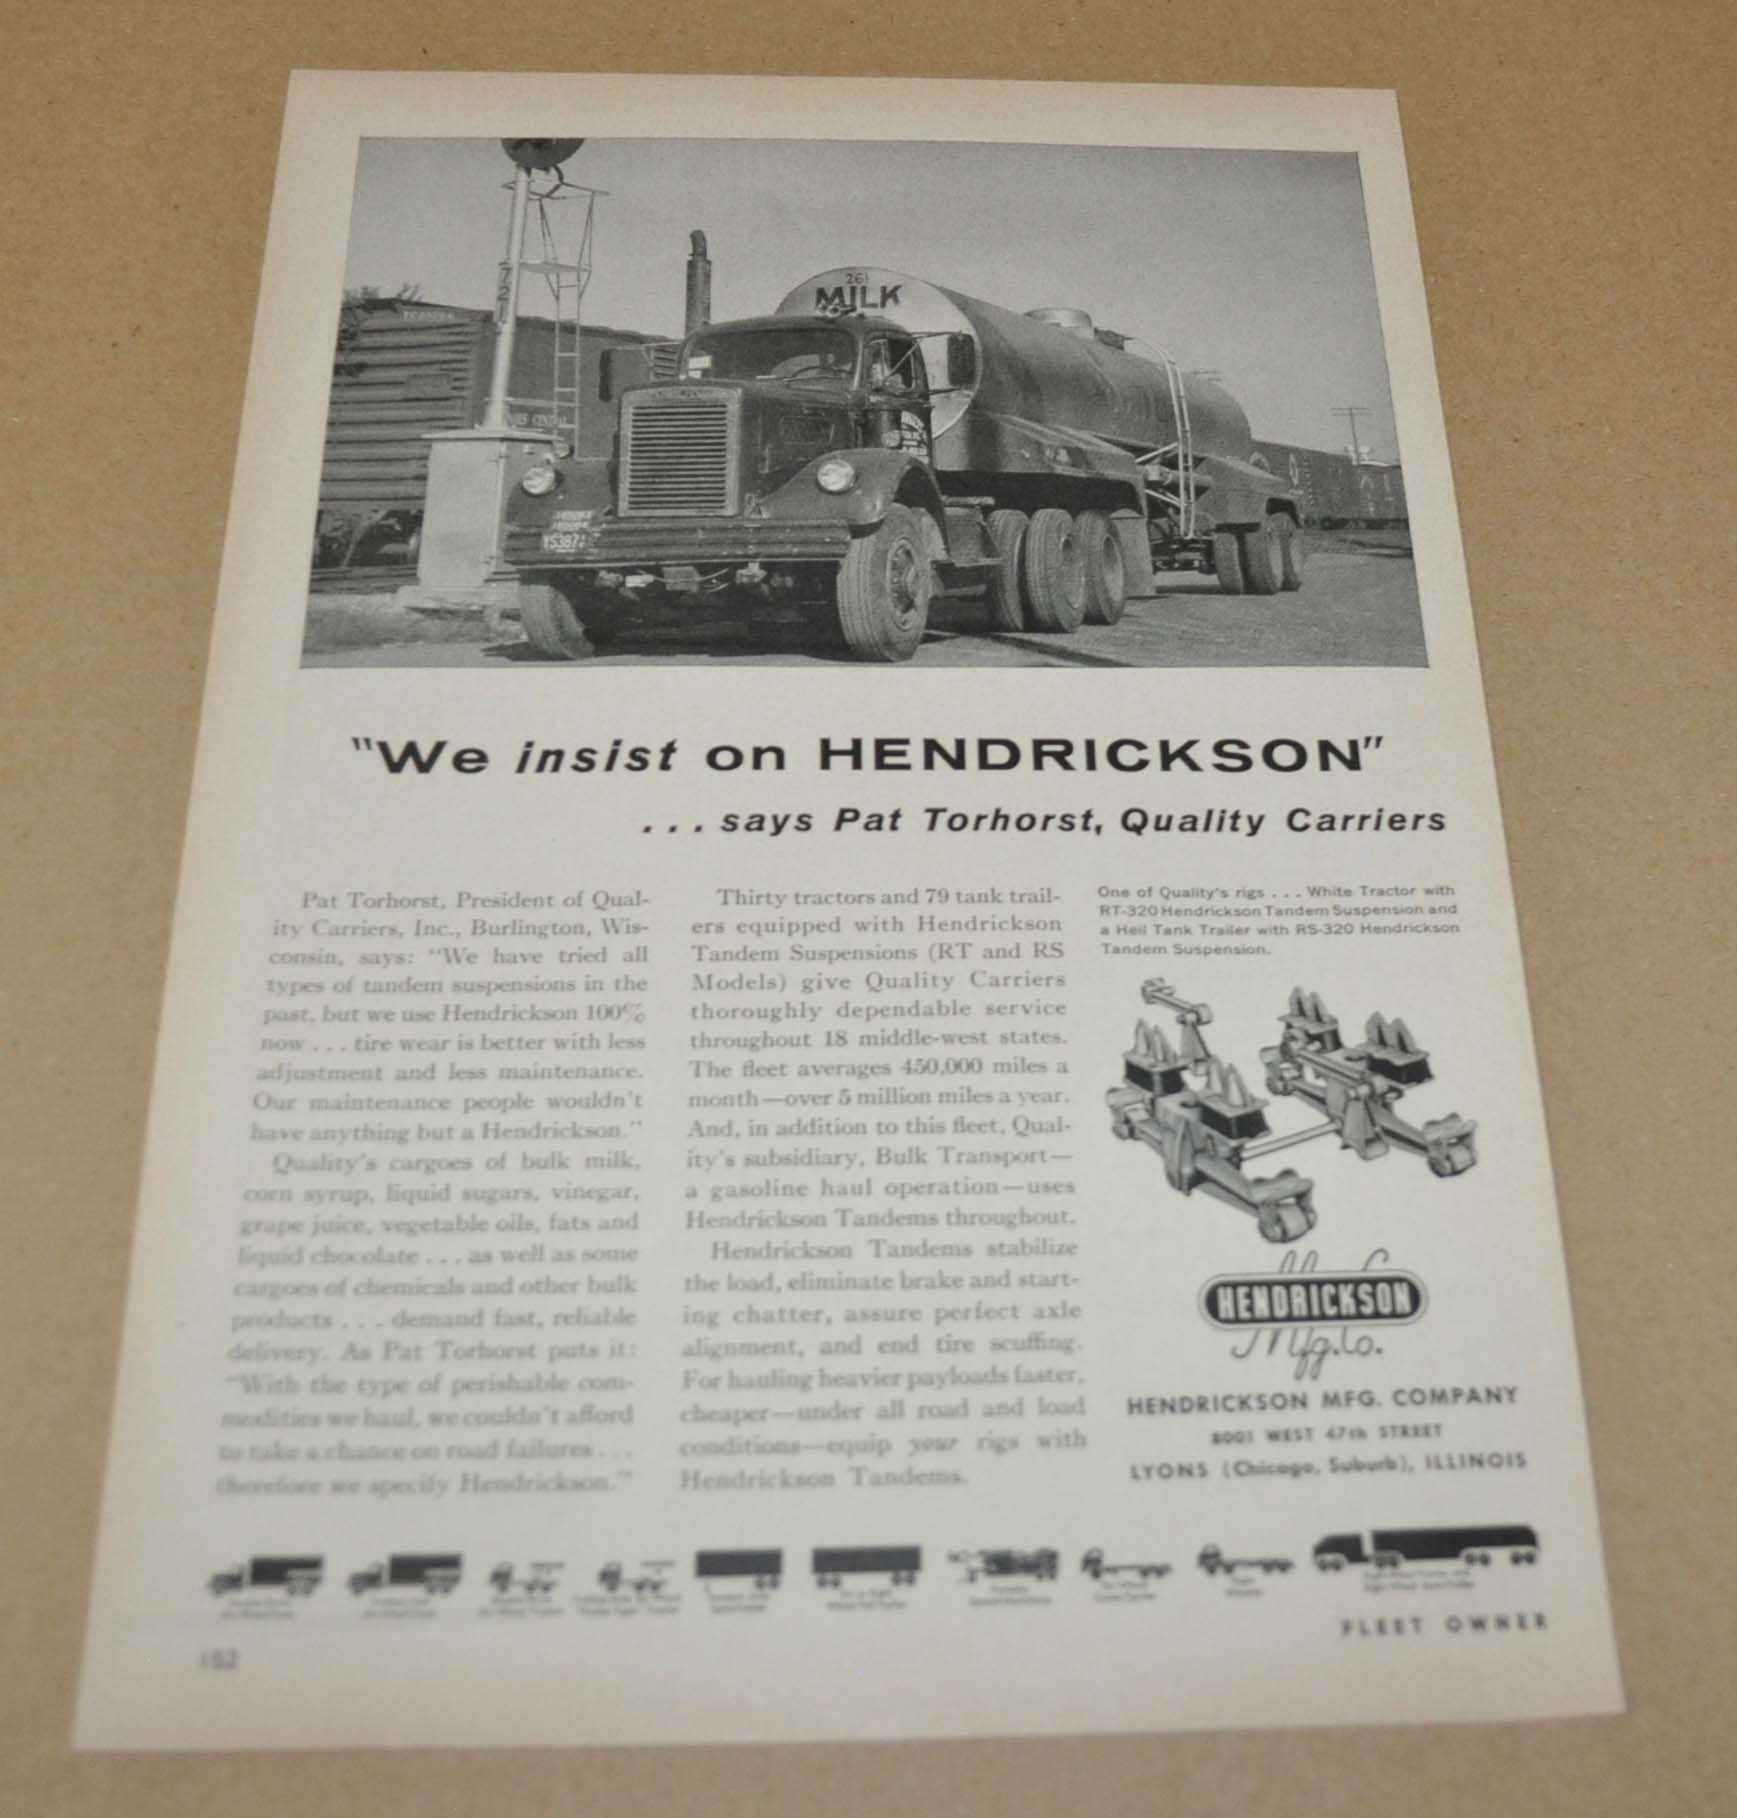 261
MILK
YS387
"We insist on HENDRICKSON"
. . . says Pat Torhorst, Quality Carriers
Pat Torhorst, President of Qual-
ity Carriers, Inc., Burlington, Wis-
consin, says: "We have tried all
types of tandem suspensions in the
past, but we use Hendrickson 100%
now . . . tire wear is better with less
adjustment and less maintenance.
Our maintenance people wouldn't
have anything but a Hendrickson."
Quality's cargoes of bulk milk,
corn syrup, liquid sugars, vinegar,
grape juice, vegetable oils, fats and
liquid chocolate . . . as well as some
cargoes of chemicals and other bulk
products . . . demand fast, reliable
delivery. As Pat Torhorst puts it:
"With the type of perishable com-
modities we haul, we couldn't afford
to take a chance on road failures . . .
therefore we specify Hendrickson."
Thirty tractors and 79 tank trail-
ers equipped with Hendrickson
Tandem Suspensions (RT and RS
Models) give Quality Carriers
thoroughly dependable service
throughout 18 middle-west states.
The fleet averages 450,000 miles a
month—over 5 million miles a year.
And, in addition to this fleet, Qual-
ity's subsidiary, Bulk Transport—
a gasoline haul operation—uses
Hendrickson Tandems throughout.
Hendrickson Tandems stabilize
the load, eliminate brake and start-
ing chatter, assure perfect axle
alignment, and end tire scuffing.
For hauling heavier payloads faster,
cheaper—under all road and load
conditions—equip your rigs with
Hendrickson Tandems.
One of Quality's rigs . . . White Tractor with
RT-320 Hendrickson Tandem Suspension and
a Heil Tank Trailer with RS-320 Hendrickson
Tandem Suspension.
HENDRICKSON
Mfg. Co.
HENDRICKSON MFG. COMPANY
8001 WEST 47th STREET
LYONS (Chicago, Suburb), ILLINOIS
FLEET OWNER
152